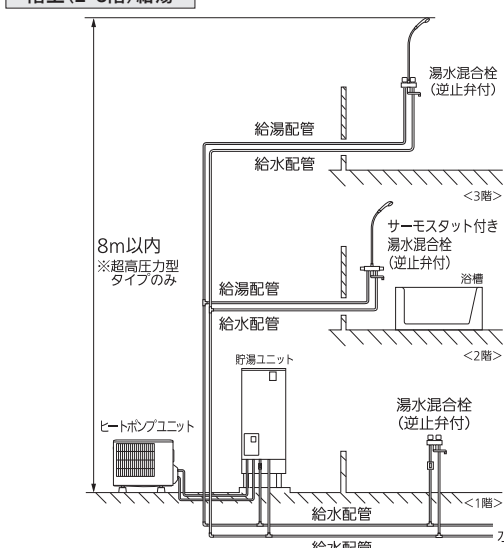 階上(2・3階)給湯
湯水混合栓
(逆止弁付)
給湯配管
給水配管
<3階>
8m以内
※超高圧力型
タイプのみ
サーモスタット付き
湯水混合栓
(逆止弁付)
浴槽
給湯配管
給水配管
<2階>
貯湯ユニット
ヒートポンプユニット
湯水混合栓
(逆止弁付)
<1階>
給水配管
給水配管